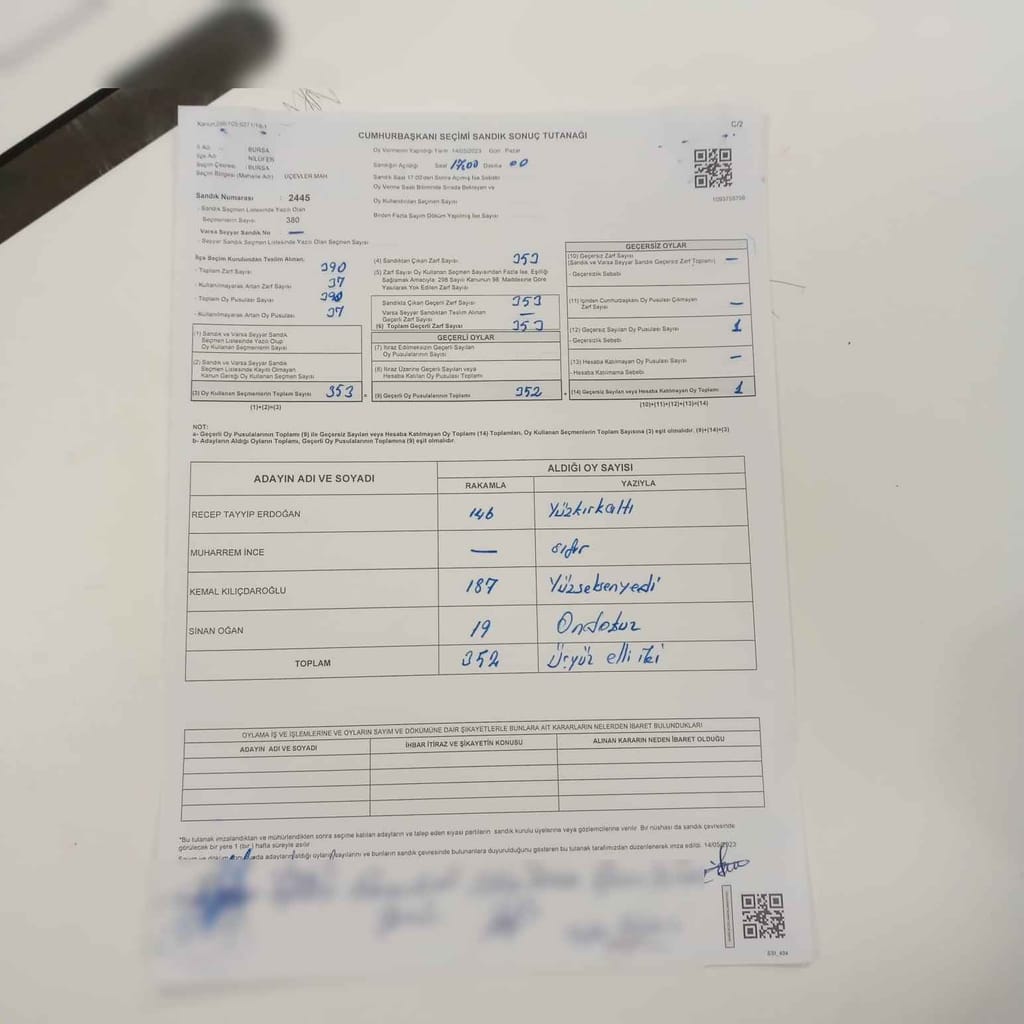 C/2
CUMHURBAŞKANI SEÇİMİ SANDIK SONUÇ TUTANAĞI
İl Adı : BURSA
İlçe Adı : NİLÜFER
Seçim Çevresi : BURSA
Seçim Bölgesi (Mahalle Adı) : ÜÇEVLER MAH
Sandık Numarası : 2445
- Sandık Seçmen Listesinde Yazılı Olan
Seçmenlerin Sayısı : 380
Varsa Seyyar Sandık No : —
- Seyyar Sandık Seçmen Listesinde Yazılı Olan Seçmen Sayısı
Oy Vermenin Yapıldığı Tarih 14/05/2023 Gün Pazar
Sandığın Açıldığı Saat 17,00 Dakika 00
Sandık Saat 17:00'den Sonra Açılmış İse Sebebi
Oy Verme Saati Bitiminde Sırada Bekleyen ve
Oy Kullandırılan Seçmen Sayısı
Birden Fazla Sayım Döküm Yapılmış İse Sayısı
İlçe Seçim Kurulundan Teslim Alınan:
- Toplam Zarf Sayısı: 390
- Kullanılmayarak Artan Zarf Sayısı 37
- Toplam Oy Pusulası Sayısı 390
- Kullanılmayarak Artan Oy Pusulası 37
(1) Sandık ve Varsa Seyyar Sandık
Seçmen Listesinde Yazılı Olup
Oy Kullanan Seçmenlerin Sayısı
(2) Sandık ve Varsa Seyyar Sandık
Seçmen Listesinde Kayıtlı Olmayan
Kanun Gereği Oy Kullanan Seçmen Sayısı
(3) Oy Kullanan Seçmenlerin Toplam Sayısı 353 =
(1)+(2)=(3)
(4) Sandıktan Çıkan Zarf Sayısı: 353
(5) Zarf Sayısı Oy Kullanan Seçmen Sayısından Fazla İse, Eşitliği
Sağlamak Amacıyla; 298 Sayılı Kanunun 98. Maddesine Göre
Yakılarak Yok Edilen Zarf Sayısı
Sandıkta Çıkan Geçerli Zarf Sayısı 353
Varsa Seyyar Sandıktan Teslim Alınan
Geçerli Zarf Sayısı —
(6) Toplam Geçerli Zarf Sayısı 353
GEÇERLİ OYLAR
(7) İtiraz Edilmeksizin Geçerli Sayılan
Oy Pusulalarının Sayısı
(8) İtiraz Üzerine Geçerli Sayılan veya
Hesaba Katılan Oy Pusulası Toplamı
(9) Geçerli Oy Pusulalarının Toplamı 352 +
GEÇERSİZ OYLAR
(10) Geçersiz Zarf Sayısı
(Sandık ve Varsa Seyyar Sandık Geçersiz Zarf Toplamı) —
- Geçersizlik Sebebi
(11) İçinden Cumhurbaşkanı Oy Pusulası Çıkmayan
Zarf Sayısı —
(12) Geçersiz Sayılan Oy Pusulası Sayısı 1
- Geçersizlik Sebebi
(13) Hesaba Katılmayan Oy Pusulası Sayısı —
- Hesaba Katılmama Sebebi
(14) Geçersiz Sayılan veya Hesaba Katılmayan Oy Toplamı 1
(10)+(11)+(12)+(13)=(14)
NOT:
a- Geçerli Oy Pusulalarının Toplamı (9) ile Geçersiz Sayılan veya Hesaba Katılmayan Oy Toplamı (14) Toplamları, Oy Kullanan Seçmenlerin Toplam Sayısına (3) eşit olmalıdır. (9)+(14)=(3)
b- Adayların Aldığı Oyların Toplamı, Geçerli Oy Pusulalarının Toplamına (9) eşit olmalıdır.
ADAYIN ADI VE SOYADI ALDIĞI OY SAYISI
RAKAMLA YAZIYLA
RECEP TAYYİP ERDOĞAN 146 Yüzkırkaltı
MUHARREM İNCE — sıfır
KEMAL KILIÇDAROĞLU 187 Yüzseksenyedi
SİNAN OĞAN 19 Ondokuz
TOPLAM 352 Üçyüz elli iki
OYLAMA İŞ VE İŞLEMLERİNE VE OYLARIN SAYIM VE DÖKÜMÜNE DAİR ŞİKAYETLERLE BUNLARA AİT KARARLARIN NELERDEN İBARET BULUNDUKLARI
ADAYIN ADI VE SOYADI İHBAR İTİRAZ VE ŞİKAYETİN KONUSU ALINAN KARARIN NEDEN İBARET OLDUĞU
*Bu tutanak imzalandıktan ve mühürlendikten sonra seçime katılan adayların ve talep eden siyasi partilerin sandık kurulu üyelerine veya gözlemcilerine verilir. Bir nüshası da sandık çevresinde
görülecek bir yere 1 (bir) hafta süreyle asılır
aldığı oyların sayılarını ve bunların sandık çevresinde bulunanlara duyurulduğunu gösteren bu tutanak tarafımızdan düzenlenerek imza edildi. 14/05/2023